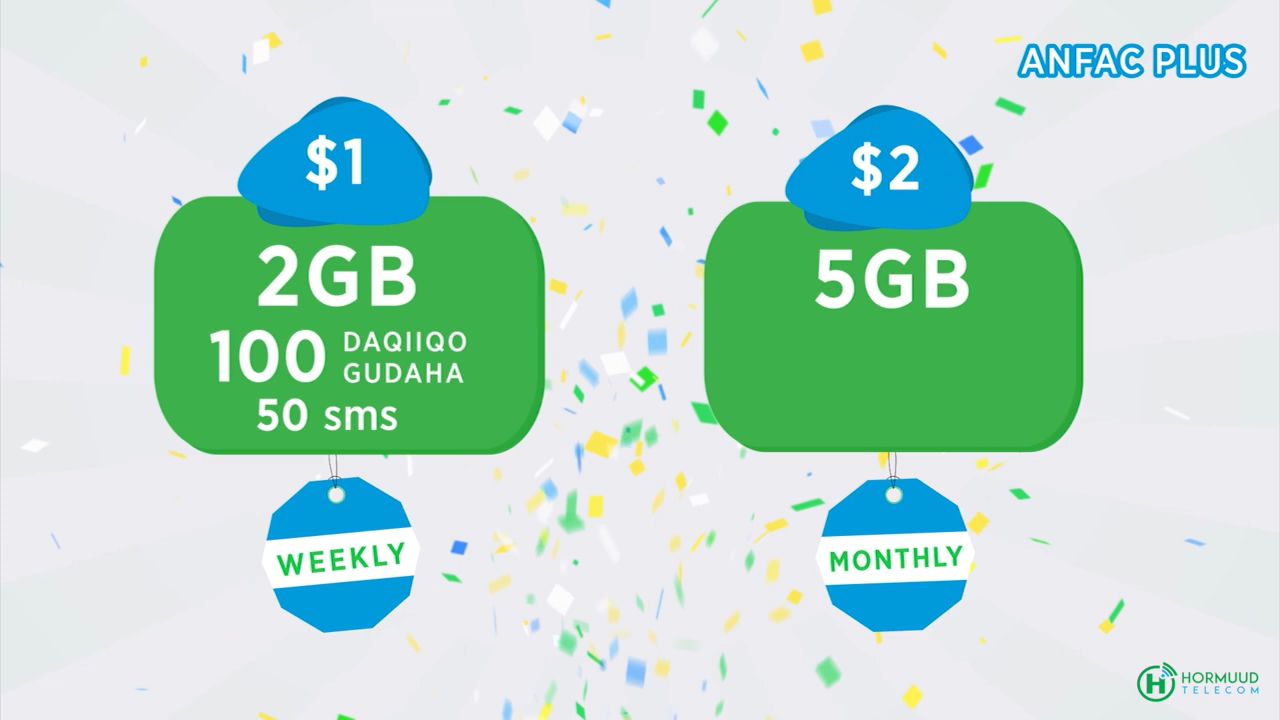 ANFAC PLUS
$1
2GB
100 DAQIIQO
GUDAHA
50 sms
WEEKLY
$2
5GB
MONTHLY
HORMUUD
TELECOM